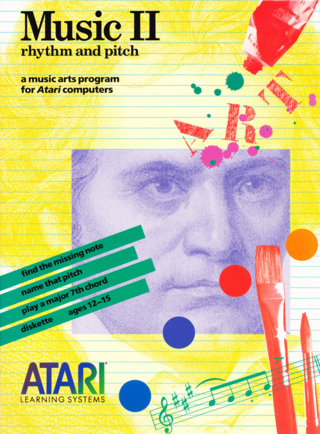 Music II
rhythm and pitch
a music arts program
for Atari computers
ART
find the missing note
name that pitch
play a major 7th chord
diskette ages 12–15
ATARI®
LEARNING SYSTEMS